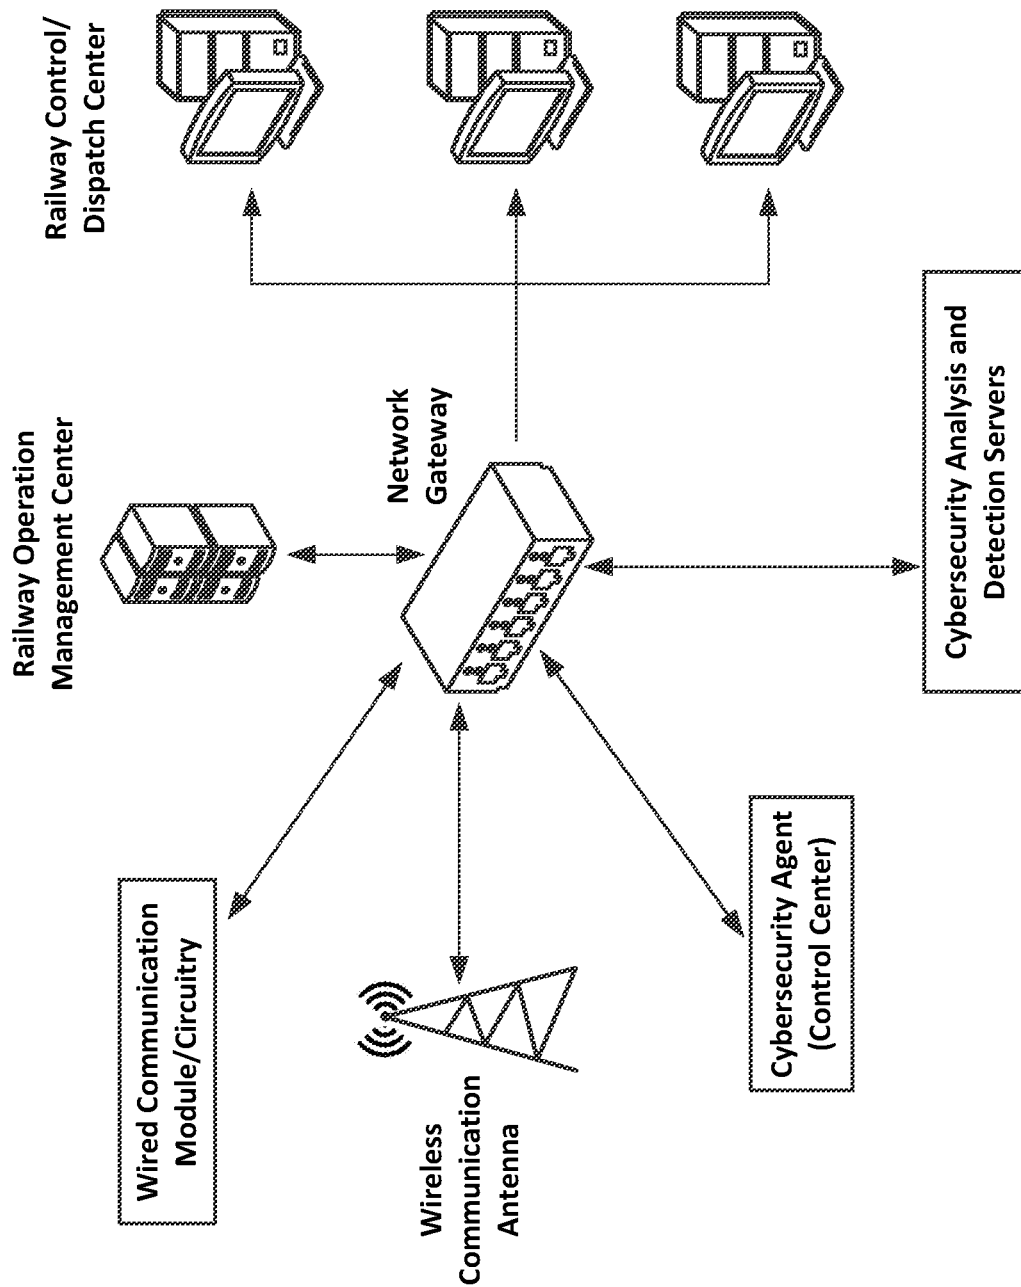 Railway Operation
Management Center
Railway Control/
Dispatch Center
Wired Communication
Module/Circuitry
Network
Gateway
Wireless
Communication
Antenna
Cybersecurity Agent
(Control Center)
Cybersecurity Analysis and
Detection Servers